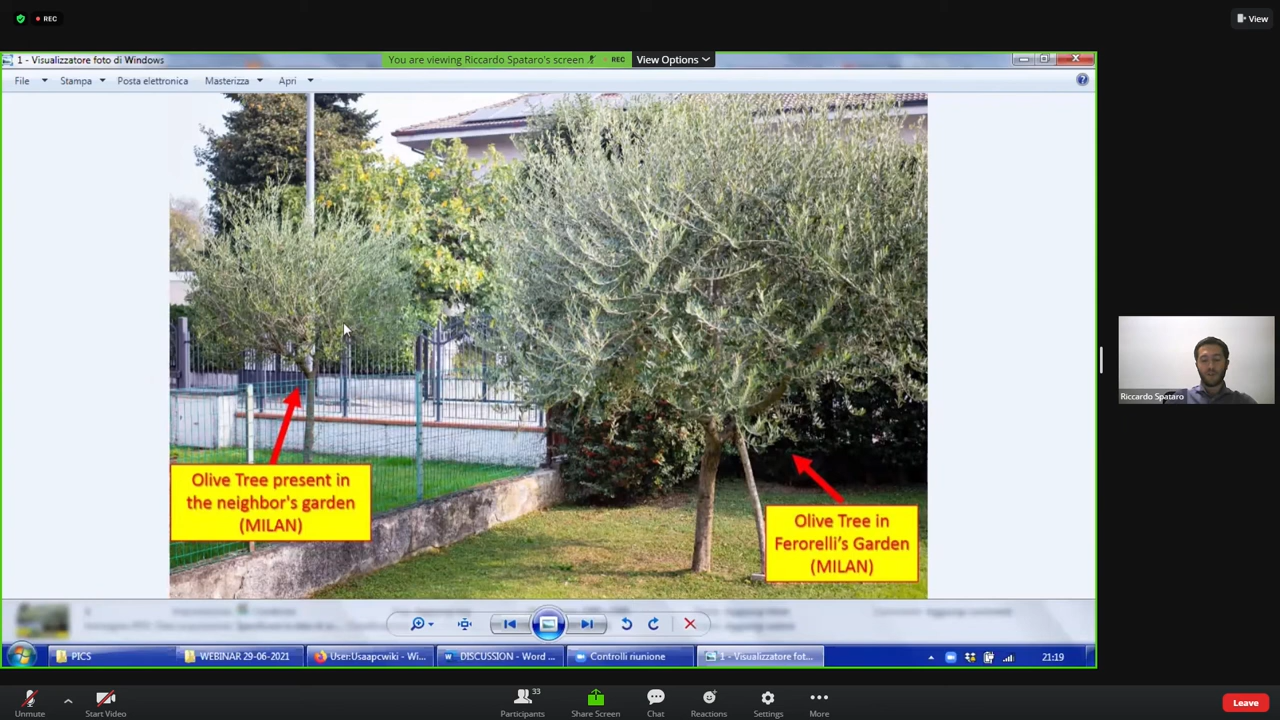 REC
View
1 - Visualizzatore foto di Windows
You are viewing Riccardo Spataro's screen
REC
View Options
File
Stampa
Posta elettronica
Masterizza
Apri
Olive Tree present in
the neighbor's garden
(MILAN)
Olive Tree in
Ferorelli's Garden
(MILAN)
Riccardo Spataro
PICS
WEBINAR 29-06-2021
User:Usaapcwiki - Wi...
DISCUSSION - Word ...
Controlli riunione
1 - Visualizzatore fot...
21:19
Unmute
Start Video
33
Participants
Share Screen
Chat
Reactions
Settings
More
Leave